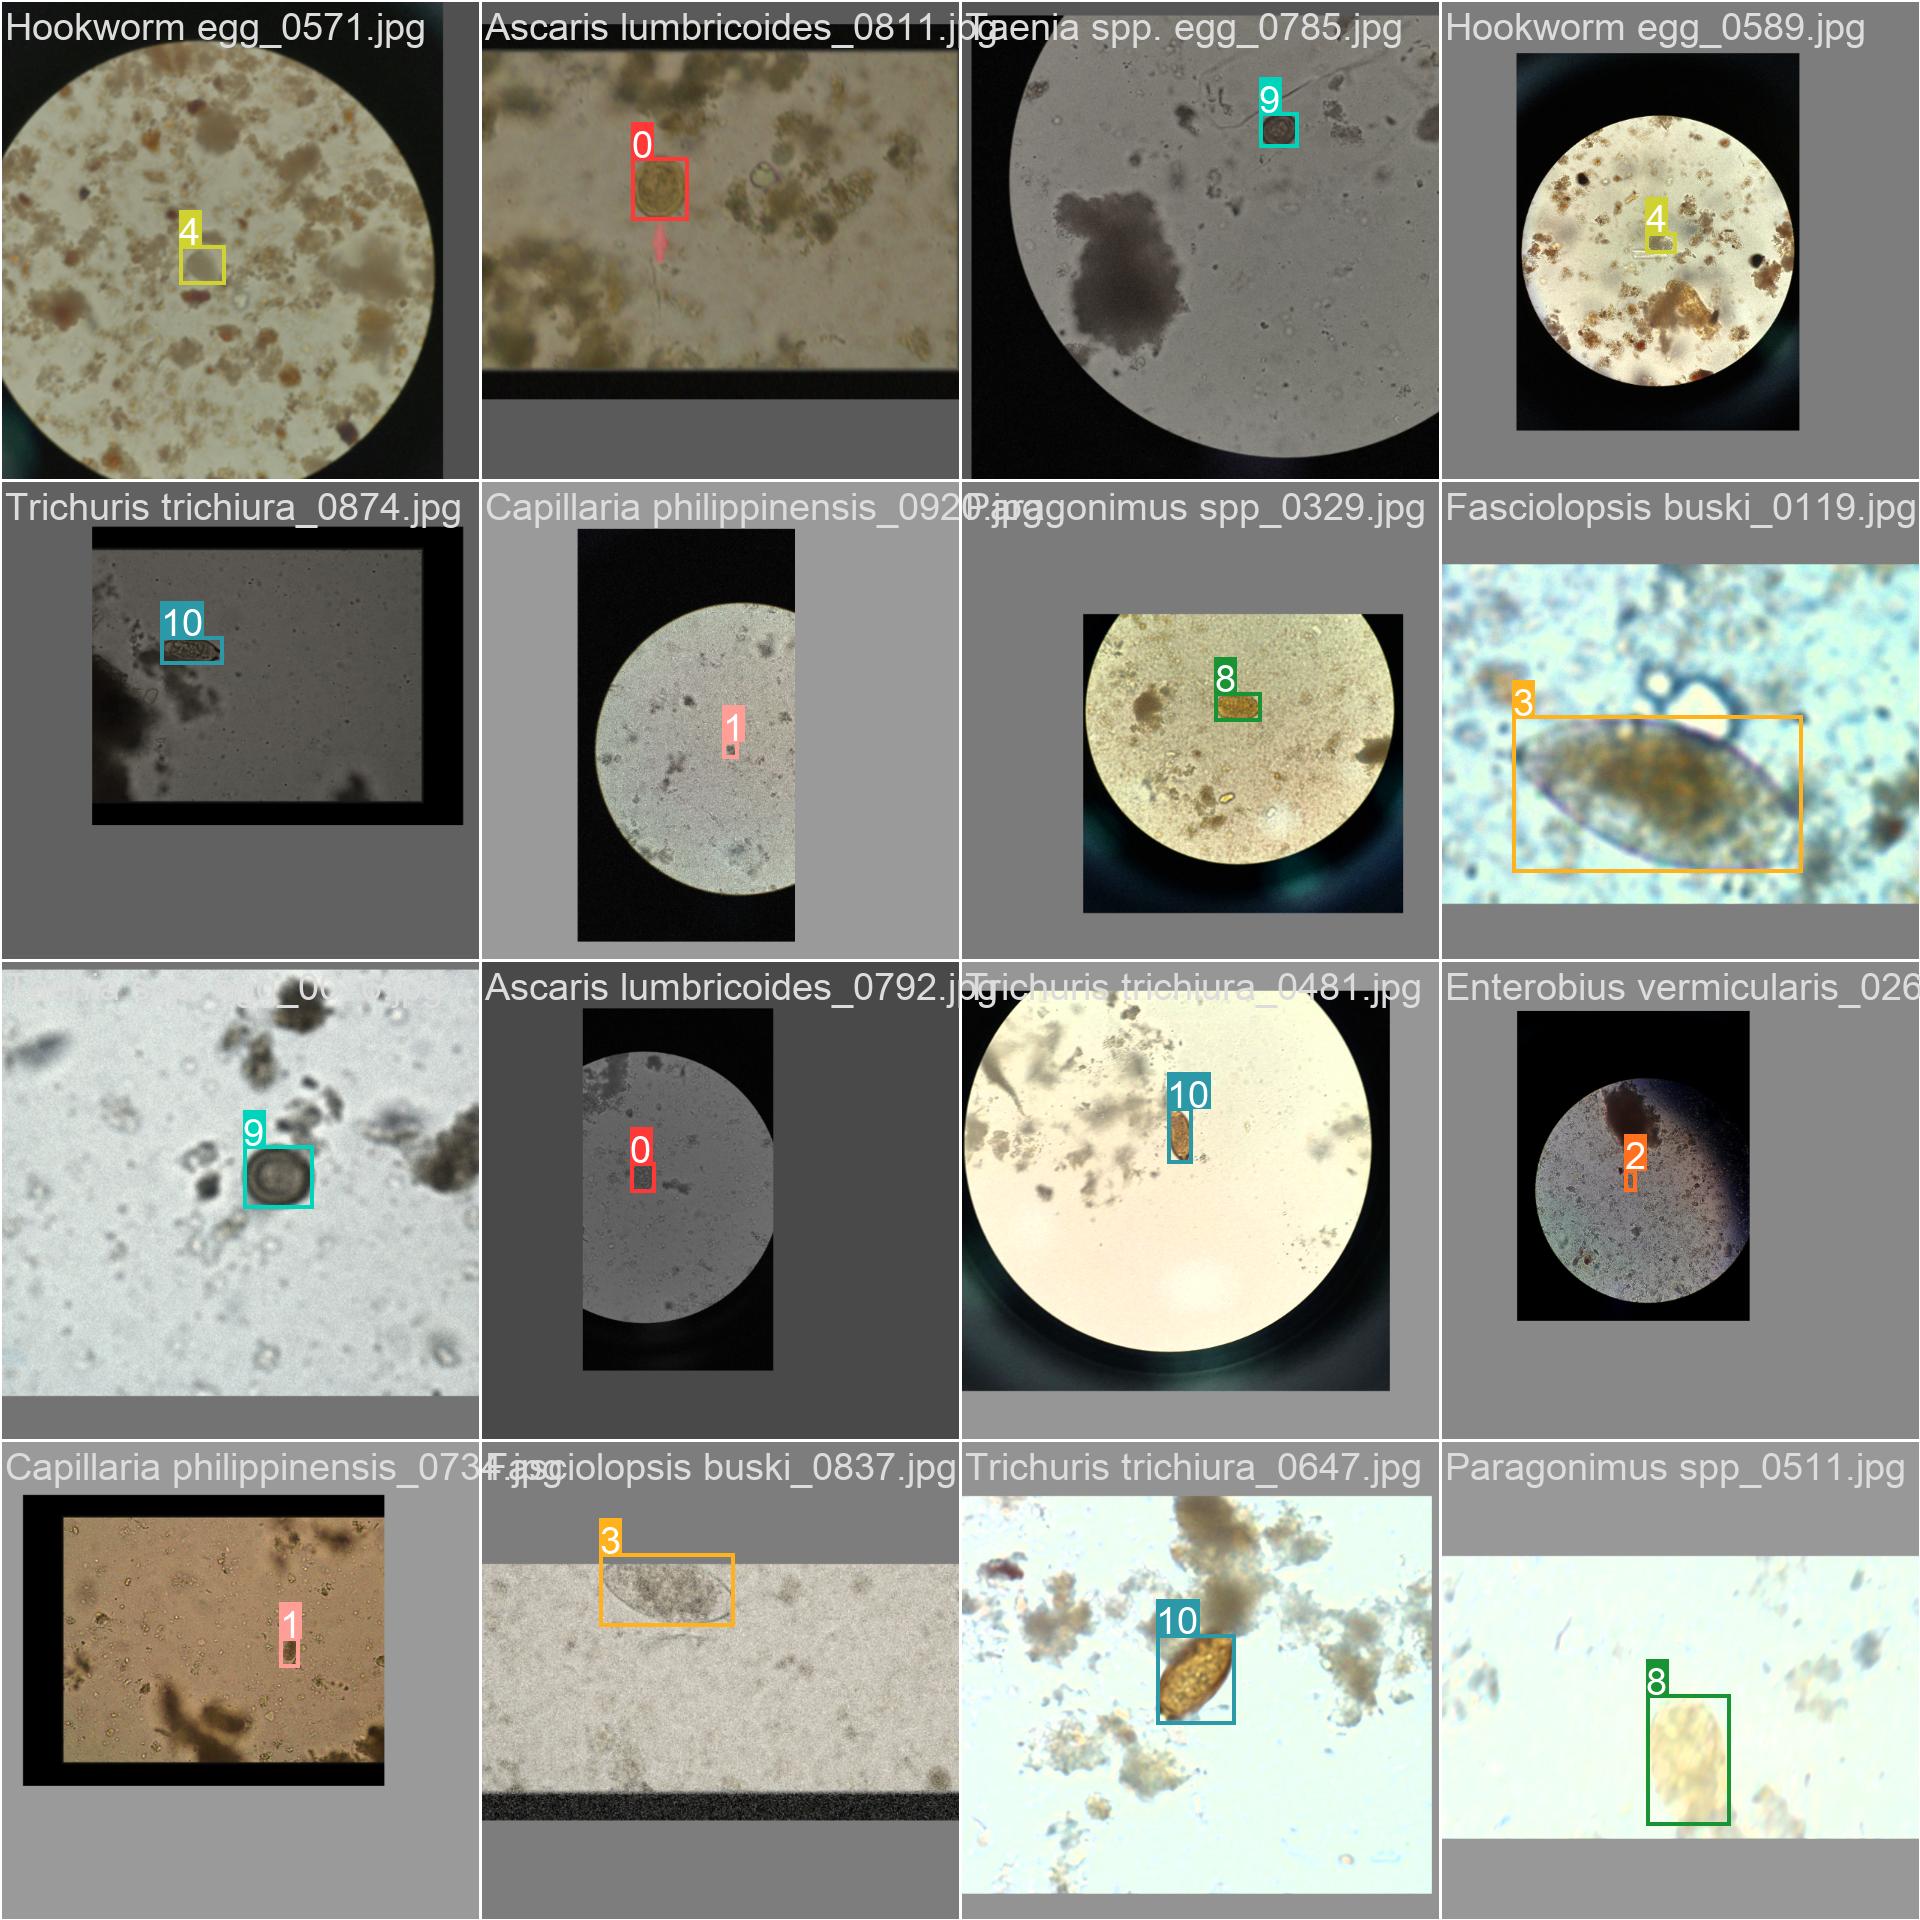 Hookworm egg_0571.jpg
Ascaris lumbricoides_0811.jpg
Taenia spp. egg_0785.jpg
Hookworm egg_0589.jpg
4
0
9
4
Trichuris trichiura_0874.jpg
Capillaria philippinensis_0920.jpg
Paragonimus spp_0329.jpg
Fasciolopsis buski_0119.jpg
10
1
8
3
Ascaris lumbricoides_0792.jpg
Trichuris trichiura_0481.jpg
Enterobius vermicularis_026
9
0
10
2
Capillaria philippinensis_0734.jpg
Fasciolopsis buski_0837.jpg
Trichuris trichiura_0647.jpg
Paragonimus spp_0511.jpg
1
3
10
8